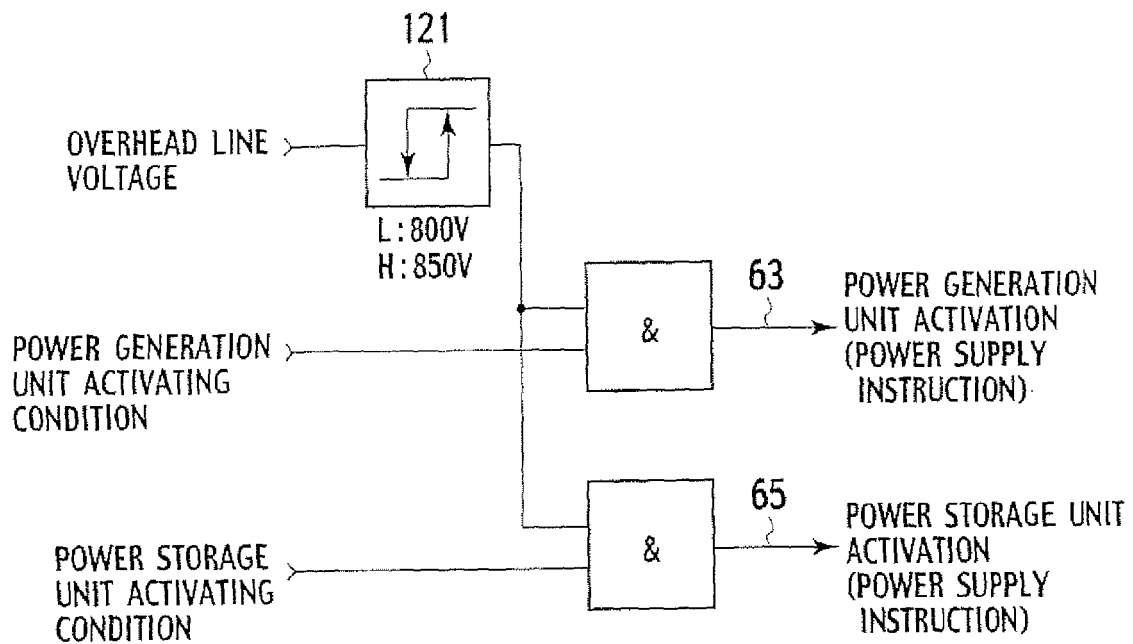 121
OVERHEAD LINE
VOLTAGE
L:800V
H:850V
POWER GENERATION
UNIT ACTIVATING
CONDITION
&
63
POWER GENERATION
UNIT ACTIVATION
(POWER SUPPLY
INSTRUCTION)
POWER STORAGE
UNIT ACTIVATING
CONDITION
&
65
POWER STORAGE UNIT
ACTIVATION
(POWER SUPPLY
INSTRUCTION)